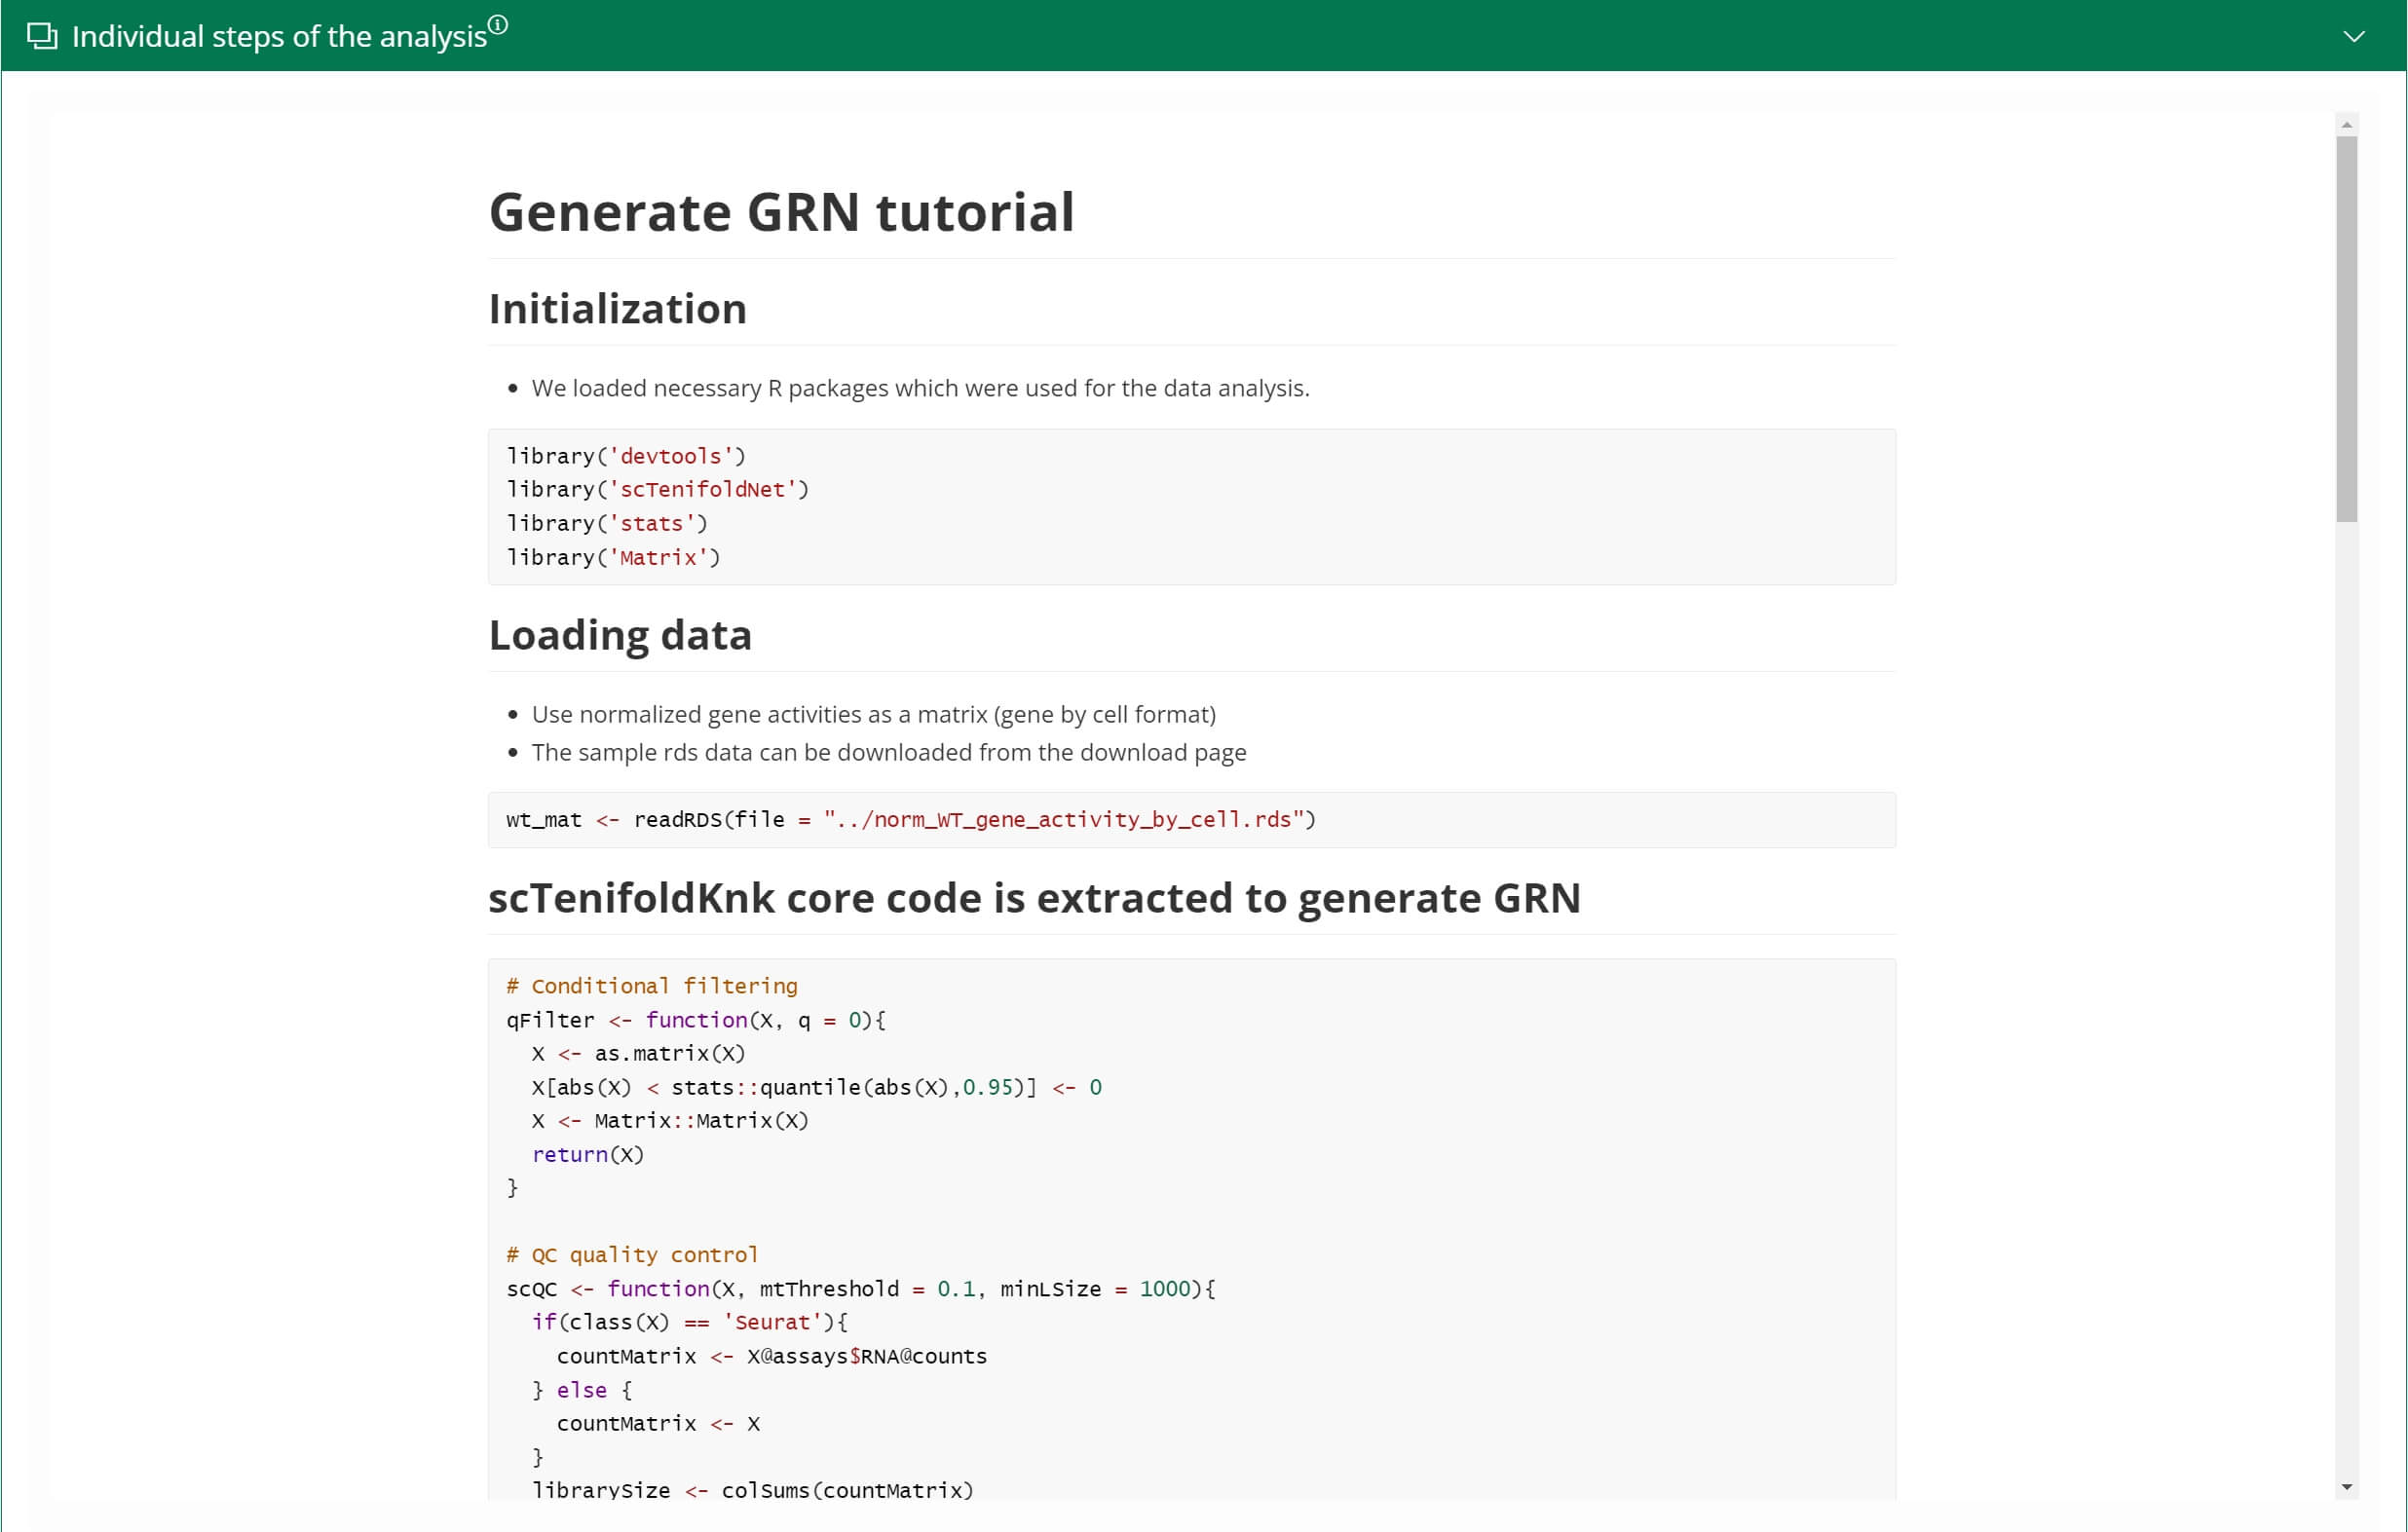 Individual steps of the analysis
Generate GRN tutorial
Initialization
• We loaded necessary R packages which were used for the data analysis.
library('devtools')
library('scTenifoldNet')
library('stats')
library('Matrix')
Loading data
• Use normalized gene activities as a matrix (gene by cell format)
• The sample rds data can be downloaded from the download page
wt_mat <- readRDS(file = "../norm_WT_gene_activity_by_cell.rds")
scTenifoldKnk core code is extracted to generate GRN
# Conditional filtering
qFilter <- function(X, q = 0){
  X <- as.matrix(X)
  X[abs(X) < stats::quantile(abs(X),0.95)] <- 0
  X <- Matrix::Matrix(X)
  return(X)
}
# QC quality control
scQC <- function(X, mtThreshold = 0.1, minLSize = 1000){
  if(class(X) == 'Seurat'){
    countMatrix <- X@assays$RNA@counts
  } else {
    countMatrix <- X
  }
  librarySize <- colSums(countMatrix)